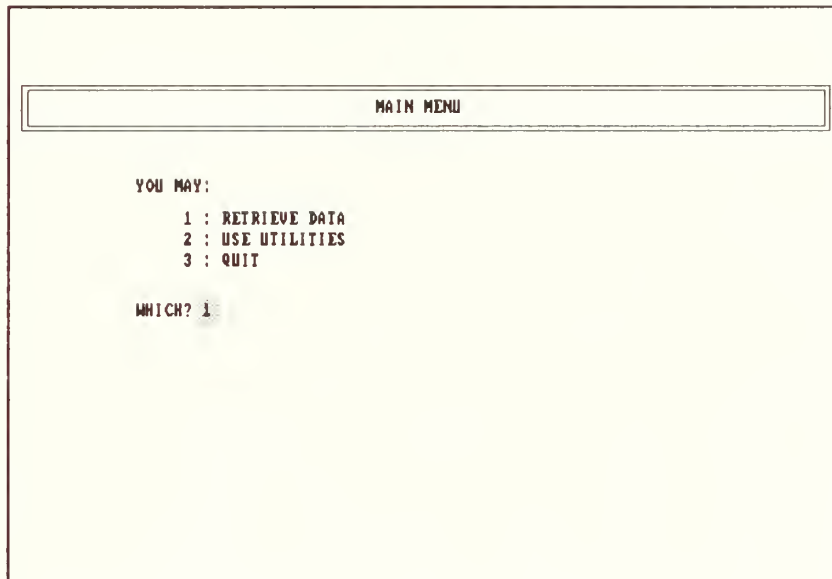 MAIN MENU
YOU MAY:
1 : RETRIEVE DATA
2 : USE UTILITIES
3 : QUIT
WHICH? 1